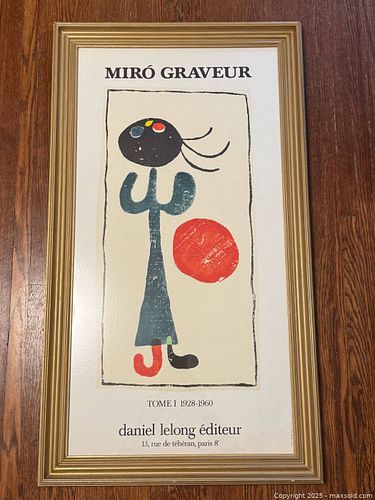 MIRÓ GRAVEUR
TOME I 1928-1960
daniel lelong éditeur
13, rue de téhéran, paris 8e
Copyright 2025 - maxsold.com